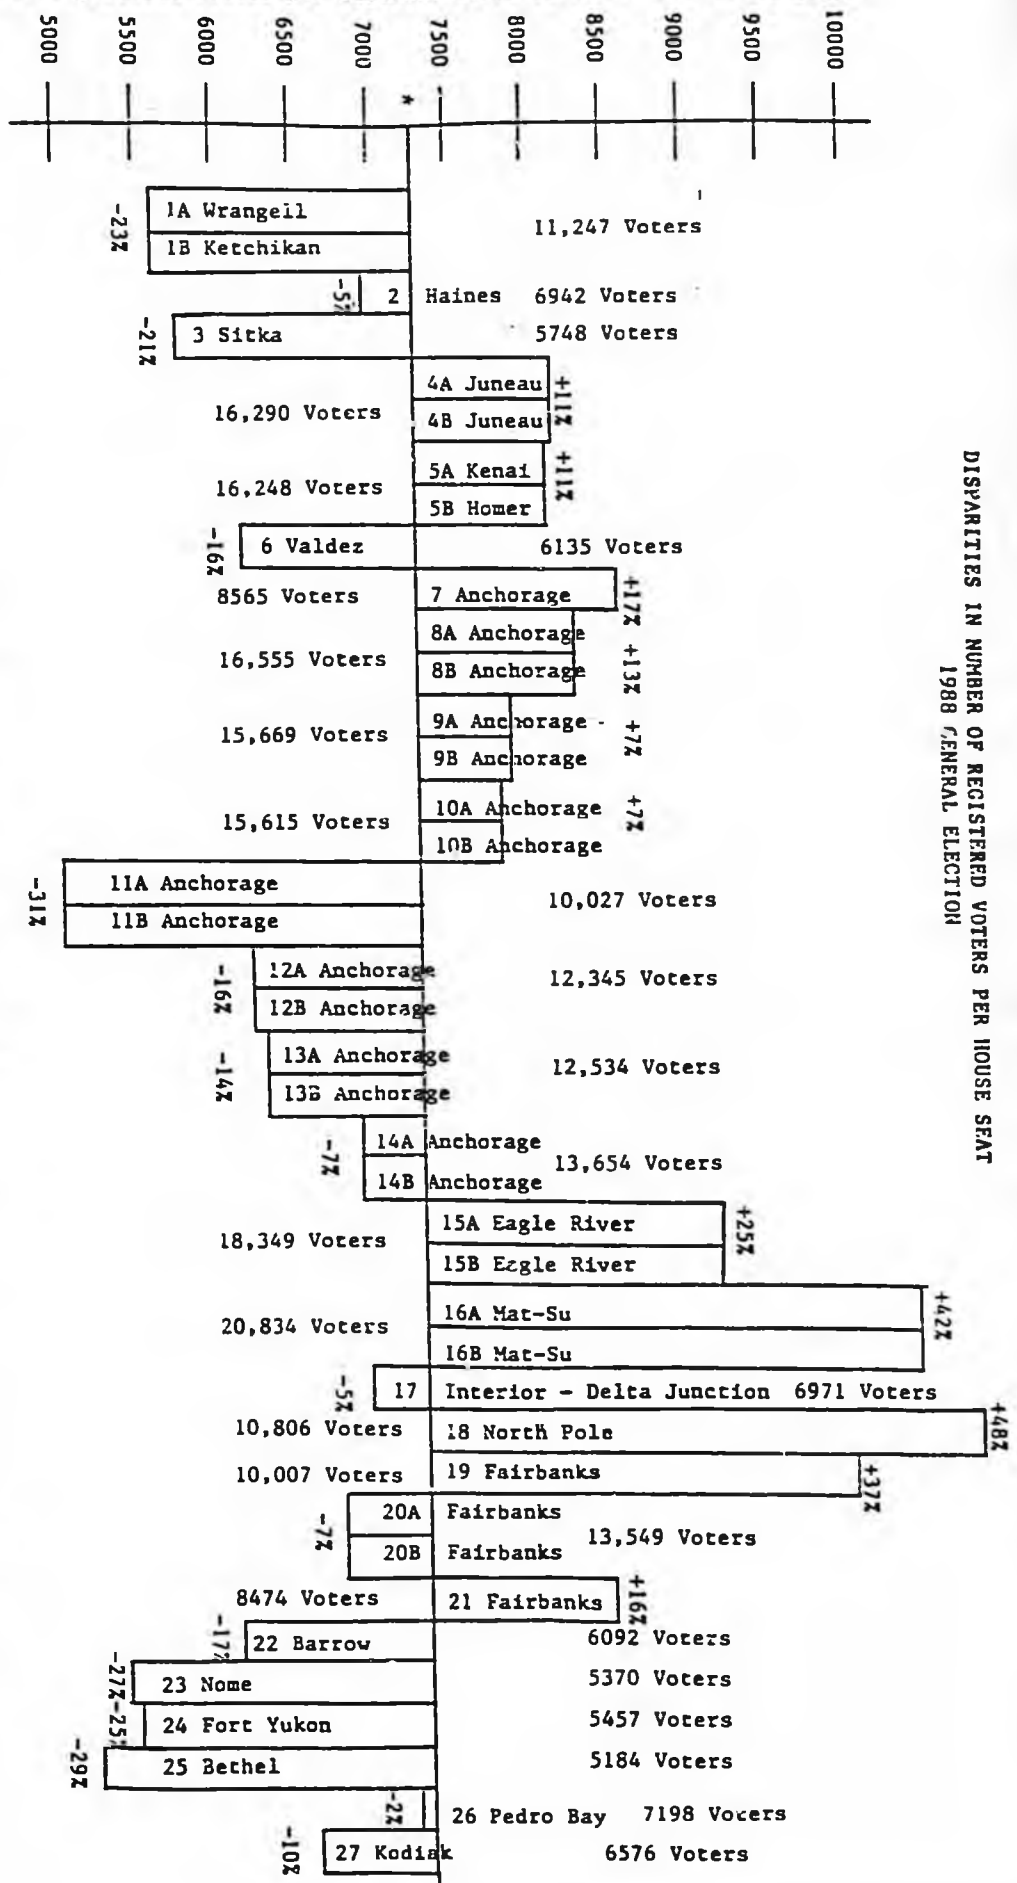 DISPARITIES IN NUMBER OF REGISTERED VOTERS PER HOUSE SEAT
1988 GENERAL ELECTION
5000 5500 6000 6500 7000 7500 8000 8500 9000 9500 10000
*
-23% 1A Wrangell 11,247 Voters
1B Ketchikan
-5% 2 Haines 6942 Voters
-21% 3 Sitka 5748 Voters
16,290 Voters 4A Juneau +11%
4B Juneau
16,248 Voters 5A Kenai +11%
5B Homer
-16% 6 Valdez 6135 Voters
8565 Voters 7 Anchorage +17%
16,555 Voters 8A Anchorage +13%
8B Anchorage
15,669 Voters 9A Anchorage +7%
9B Anchorage
15,615 Voters 10A Anchorage +7%
10B Anchorage
-31% 11A Anchorage 10,027 Voters
11B Anchorage
-16% 12A Anchorage 12,345 Voters
12B Anchorage
-14% 13A Anchorage 12,534 Voters
13B Anchorage
-7% 14A Anchorage 13,654 Voters
14B Anchorage
18,349 Voters 15A Eagle River +25%
15B Eagle River
20,834 Voters 16A Mat-Su +42%
16B Mat-Su
-5% 17 Interior - Delta Junction 6971 Voters
10,806 Voters 18 North Pole +48%
10,007 Voters 19 Fairbanks +37%
-7% 20A Fairbanks 13,549 Voters
20B Fairbanks
8474 Voters 21 Fairbanks +16%
-17% 22 Barrow 6092 Voters
-27% 23 Nome 5370 Voters
-25% 24 Fort Yukon 5457 Voters
-29% 25 Bethel 5184 Voters
-2% 26 Pedro Bay 7198 Voters
-10% 27 Kodiak 6576 Voters